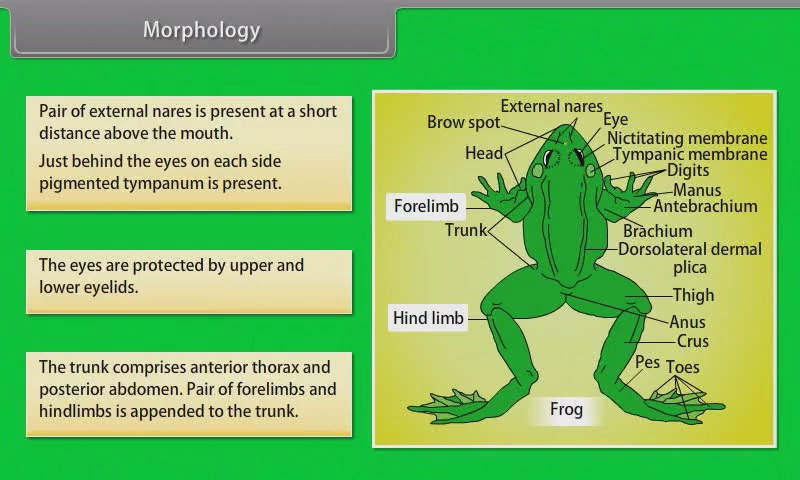 Morphology
Pair of external nares is present at a short
distance above the mouth.
Just behind the eyes on each side
pigmented tympanum is present.
The eyes are protected by upper and
lower eyelids.
The trunk comprises anterior thorax and
posterior abdomen. Pair of forelimbs and
hindlimbs is appended to the trunk.
External nares
Brow spot
Eye
Nictitating membrane
Head
Tympanic membrane
Digits
Manus
Forelimb
Antebrachium
Trunk
Brachium
Dorsolateral dermal
plica
Thigh
Hind limb
Anus
Crus
Pes
Toes
Frog